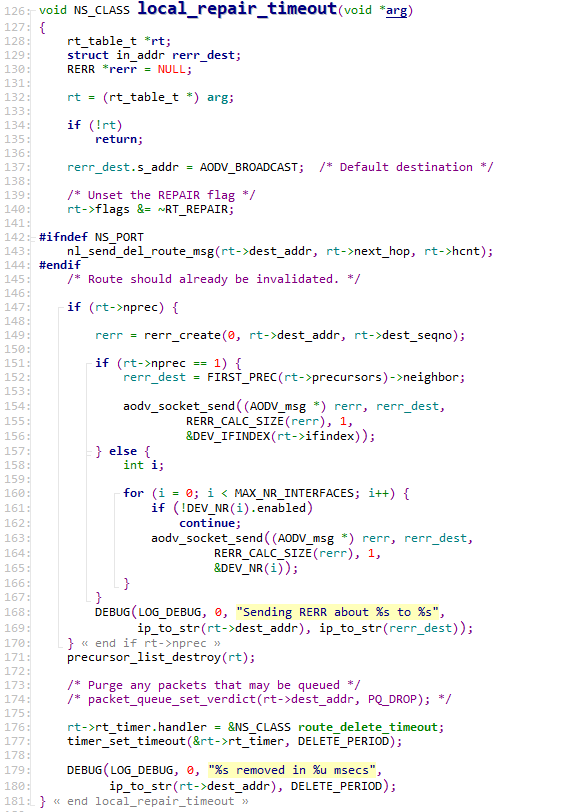 126: void NS_CLASS local_repair_timeout(void *arg)
127: {
128: rt_table_t *rt;
129: struct in_addr rerr_dest;
130: RERR *rerr = NULL;
131:
132: rt = (rt_table_t *) arg;
133:
134: if (!rt)
135: return;
136:
137: rerr_dest.s_addr = AODV_BROADCAST; /* Default destination */
138:
139: /* Unset the REPAIR flag */
140: rt->flags &= ~RT_REPAIR;
141:
142: #ifndef NS_PORT
143: nl_send_del_route_msg(rt->dest_addr, rt->next_hop, rt->hcnt);
144: #endif
145: /* Route should already be invalidated. */
146:
147: if (rt->nprec) {
148:
149: rerr = rerr_create(0, rt->dest_addr, rt->dest_seqno);
150:
151: if (rt->nprec == 1) {
152: rerr_dest = FIRST_PREC(rt->precursors)->neighbor;
153:
154: aodv_socket_send((AODV_msg *) rerr, rerr_dest,
155: RERR_CALC_SIZE(rerr), 1,
156: &DEV_IFINDEX(rt->ifindex));
157: } else {
158: int i;
159:
160: for (i = 0; i < MAX_NR_INTERFACES; i++) {
161: if (!DEV_NR(i).enabled)
162: continue;
163: aodv_socket_send((AODV_msg *) rerr, rerr_dest,
164: RERR_CALC_SIZE(rerr), 1,
165: &DEV_NR(i));
166: }
167: }
168: DEBUG(LOG_DEBUG, 0, "Sending RERR about %s to %s",
169: ip_to_str(rt->dest_addr), ip_to_str(rerr_dest));
170: } « end if rt->nprec »
171: precursor_list_destroy(rt);
172:
173: /* Purge any packets that may be queued */
174: /* packet_queue_set_verdict(rt->dest_addr, PQ_DROP); */
175:
176: rt->rt_timer.handler = &NS_CLASS route_delete_timeout;
177: timer_set_timeout(&rt->rt_timer, DELETE_PERIOD);
178:
179: DEBUG(LOG_DEBUG, 0, "%s removed in %u msecs",
180: ip_to_str(rt->dest_addr), DELETE_PERIOD);
181: } « end local_repair_timeout »